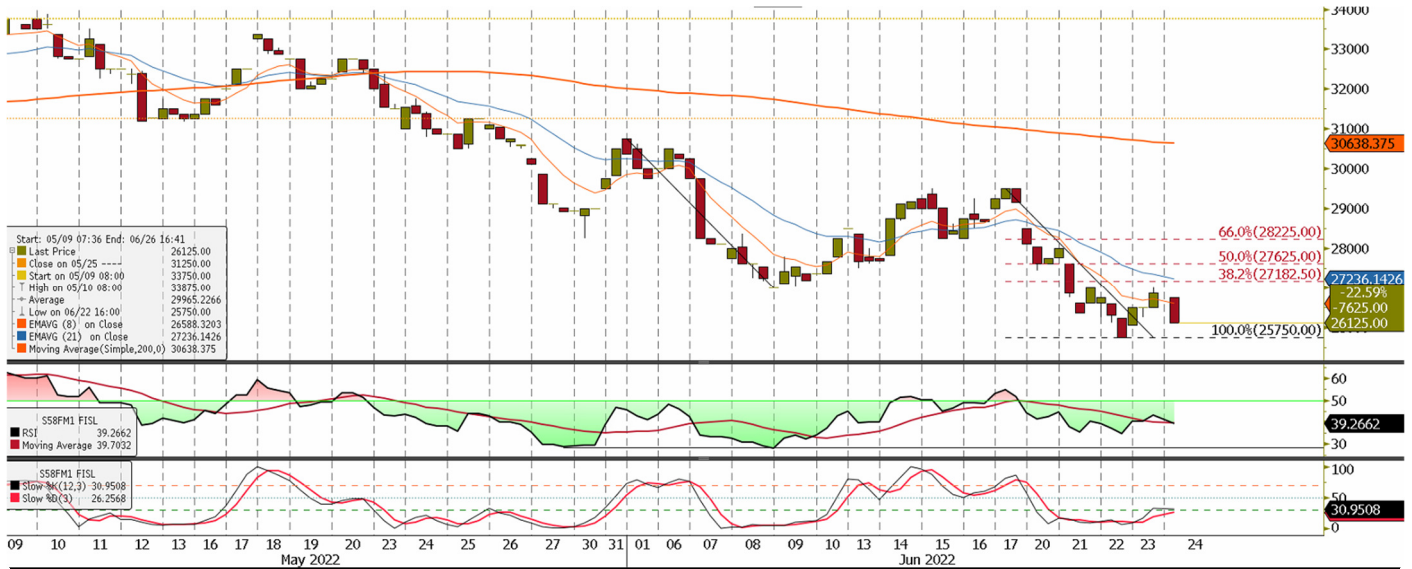 34000
33000
32000
31000
30638.375
30000
29000
66.0%(28225.00)
28000
50.0%(27625.00)
38.2%(27182.50)
27236.1426
-22.59%
-7625.00
26125.00
100.0%(25750.00)
Start: 05/09 07:36 End: 06/26 16:41
Last Price 26125.00
Close on 05/25 ---- 31250.00
Start on 05/09 08:00 33750.00
High on 05/10 08:00 33875.00
Average 29965.2266
Low on 06/22 16:00 25750.00
EMAVG (8) on Close 26588.3203
EMAVG (21) on Close 27236.1426
Moving Average(Simple,200,0) 30638.375
60
50
39.2662
30
S58FM1 FISL
RSI 39.2662
Moving Average 39.7032
100
50
30.9508
0
S58FM1 FISL
Slow %K(12,3) 30.9508
Slow %D(3) 26.2568
09 10 11 12 13 16 17 18 19 20 23 24 25 26 27 30 31 01 06 07 08 09 10 13 14 15 16 17 20 21 22 23 24
May 2022 Jun 2022